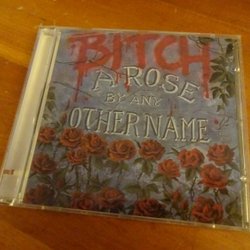 BITCH
A ROSE
BY ANY
OTHER NAME